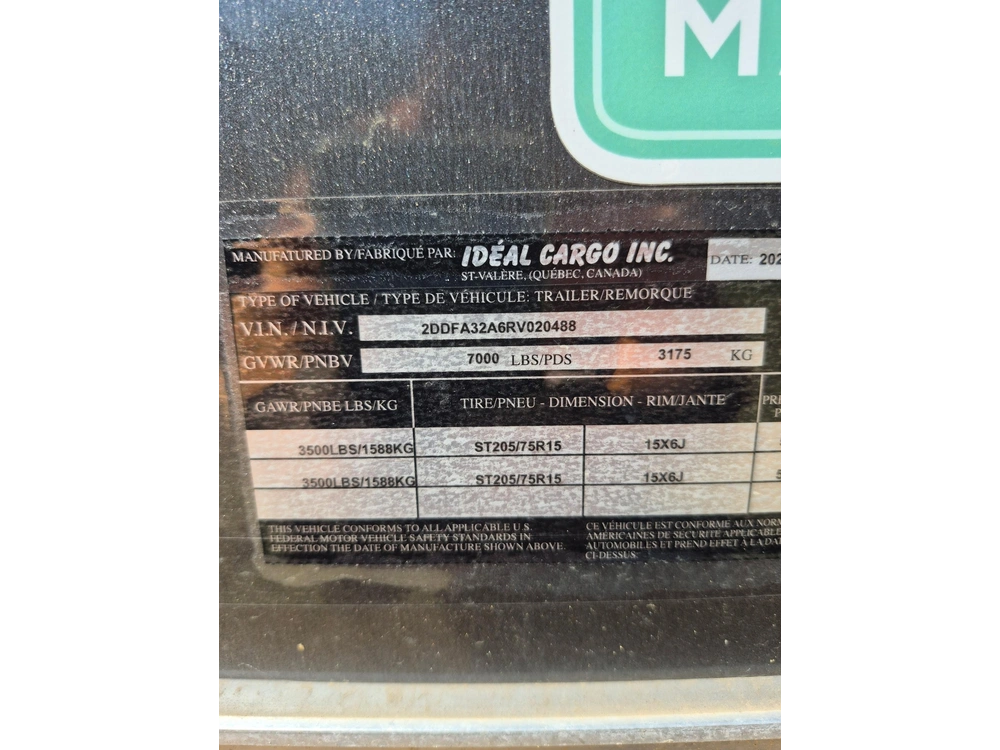 MA
MANUFATURED BY/FABRIQUÉ PAR: IDÉAL CARGO INC.
ST-VALÈRE, (QUÉBEC, CANADA)
DATE: 202
TYPE OF VEHICLE / TYPE DE VÉHICULE: TRAILER/REMORQUE
V.I.N. / N.I.V. 2DDFA32A6RV020488
GVWR/PNBV 7000 LBS/PDS 3175 KG
GAWR/PNBE LBS/KG TIRE/PNEU - DIMENSION - RIM/JANTE
3500LBS/1588KG ST205/75R15 15X6J
3500LBS/1588KG ST205/75R15 15X6J
THIS VEHICLE CONFORMS TO ALL APPLICABLE U.S.
FEDERAL MOTOR VEHICLE SAFETY STANDARDS IN
EFFECTION THE DATE OF MANUFACTURE SHOWN ABOVE.
CE VÉHICULE EST CONFORME AUX NORM
AMÉRICAINES DE SECURITÉ APPLICABLE
AUTOMOBILES ET PREND EFFET À LA DA
CI-DESSUS.